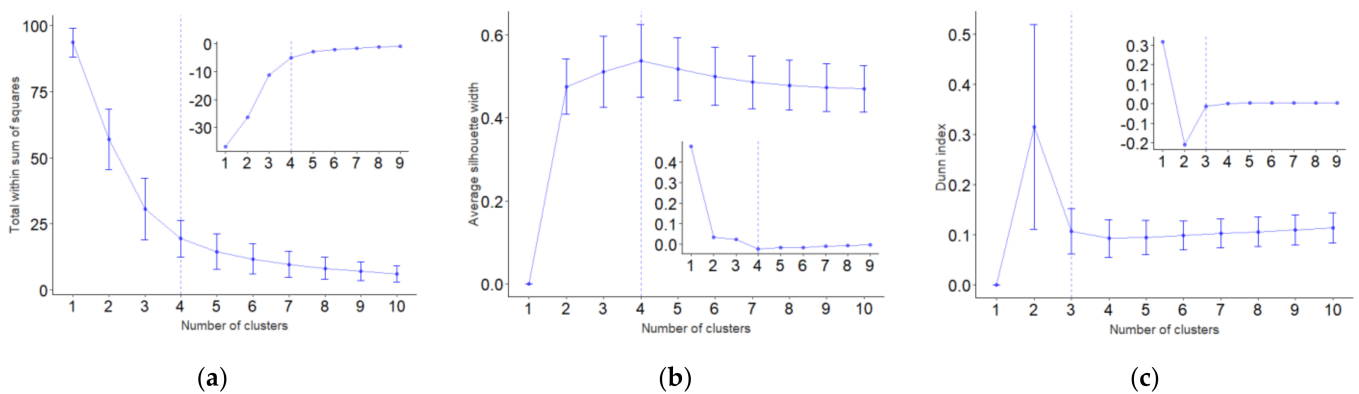 100
75
50
25
0
Total within sum of squares
1 2 3 4 5 6 7 8 9 10
Number of clusters
0
-10
-20
-30
1 2 3 4 5 6 7 8 9
(a)
0.6
0.4
0.2
0.0
Average silhouette width
1 2 3 4 5 6 7 8 9 10
Number of clusters
0.4
0.3
0.2
0.1
0.0
1 2 3 4 5 6 7 8 9
(b)
0.5
0.4
0.3
0.2
0.1
0.0
Dunn index
1 2 3 4 5 6 7 8 9 10
Number of clusters
0.3
0.2
0.1
0.0
-0.1
-0.2
1 2 3 4 5 6 7 8 9
(c)